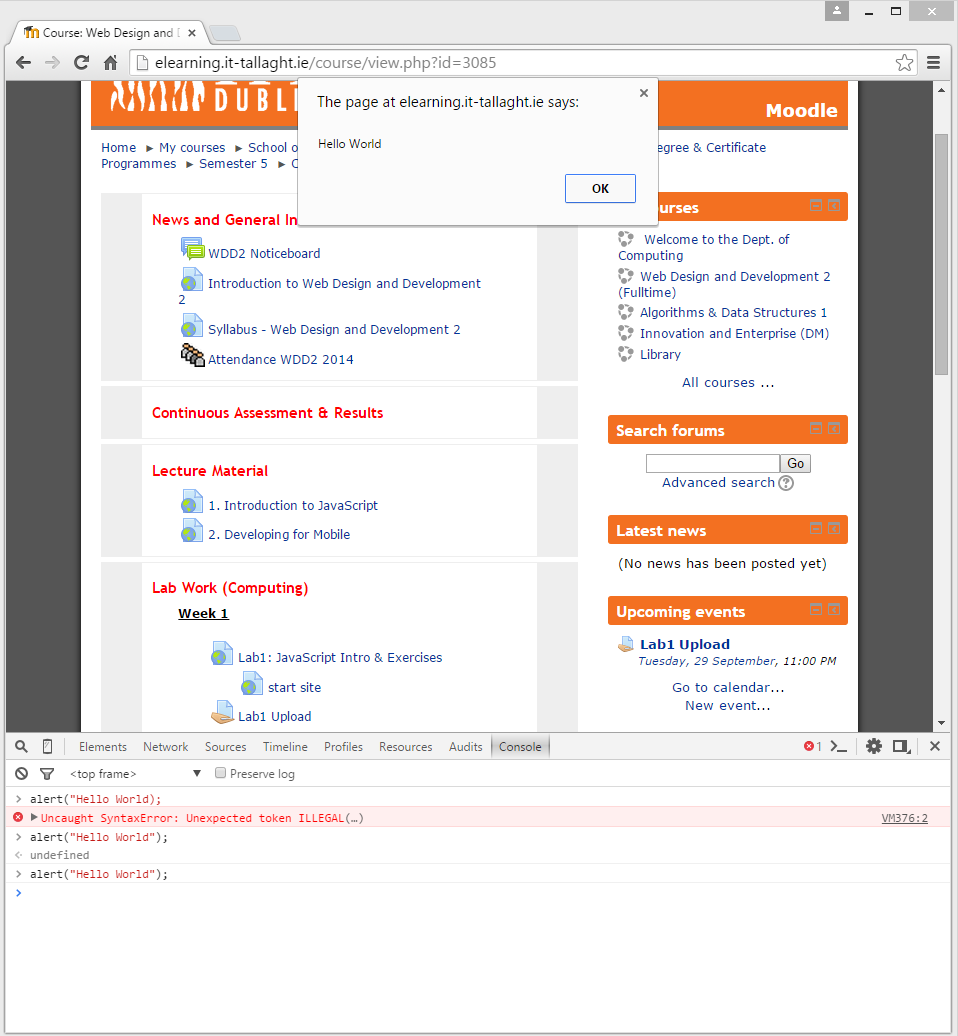 Course: Web Design and D
elearning.it-tallaght.ie/course/view.php?id=3085
DUBLI
Moodle
The page at elearning.it-tallaght.ie says:
Hello World
OK
Home ► My courses ► School o
egree & Certificate
Programmes ► Semester 5 ► C
News and General In
WDD2 Noticeboard
Introduction to Web Design and Development
2
Syllabus - Web Design and Development 2
Attendance WDD2 2014
Continuous Assessment & Results
Lecture Material
1. Introduction to JavaScript
2. Developing for Mobile
Lab Work (Computing)
Week 1
Lab1: JavaScript Intro & Exercises
start site
Lab1 Upload
urses
Welcome to the Dept. of
Computing
Web Design and Development 2
(Fulltime)
Algorithms & Data Structures 1
Innovation and Enterprise (DM)
Library
All courses ...
Search forums
Go
Advanced search ?
Latest news
(No news has been posted yet)
Upcoming events
Lab1 Upload
Tuesday, 29 September, 11:00 PM
Go to calendar...
New event...
Elements Network Sources Timeline Profiles Resources Audits Console 1
<top frame> ▼ Preserve log
> alert("Hello World);
▶Uncaught SyntaxError: Unexpected token ILLEGAL(…) VM376:2
> alert("Hello World");
undefined
> alert("Hello World");
>